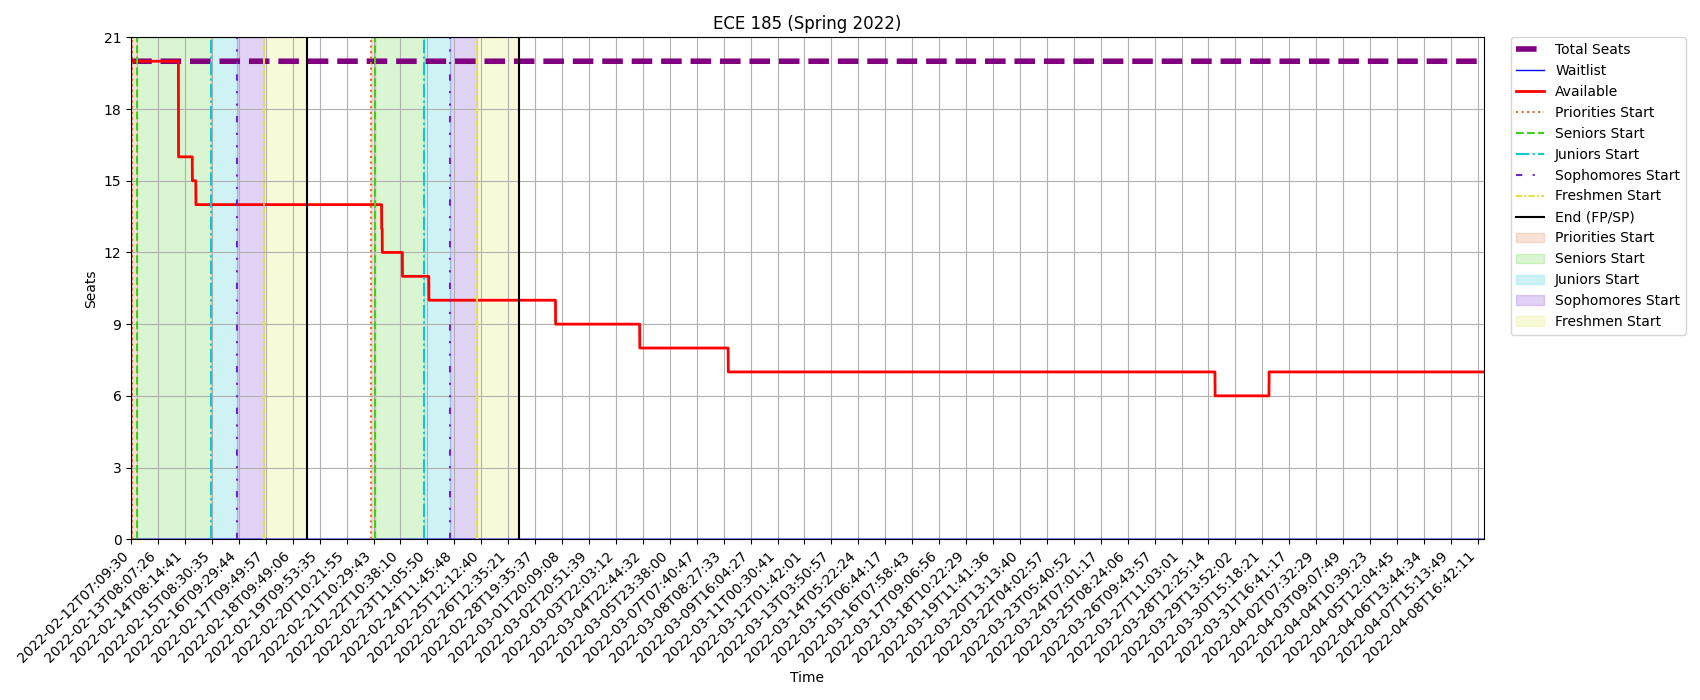 ECE 185 (Spring 2022)
21
18
15
12
9
6
3
0
Seats
2022-02-12T07:09:30
2022-02-13T08:07:26
2022-02-14T08:14:41
2022-02-15T08:30:35
2022-02-16T09:29:44
2022-02-17T09:49:57
2022-02-18T09:49:06
2022-02-19T09:53:35
2022-02-20T10:21:55
2022-02-21T10:29:43
2022-02-22T10:38:10
2022-02-23T11:05:50
2022-02-24T11:45:48
2022-02-25T12:12:40
2022-02-26T12:35:21
2022-02-28T19:35:37
2022-03-01T20:09:08
2022-03-02T20:51:39
2022-03-03T22:03:12
2022-03-04T22:44:32
2022-03-05T23:38:00
2022-03-07T07:40:47
2022-03-08T08:27:33
2022-03-09T16:04:27
2022-03-11T00:30:41
2022-03-12T01:42:01
2022-03-13T03:50:57
2022-03-14T05:22:24
2022-03-15T06:44:17
2022-03-16T07:58:43
2022-03-17T09:06:56
2022-03-18T10:22:29
2022-03-19T11:41:36
2022-03-20T13:13:40
2022-03-22T04:02:57
2022-03-23T05:40:52
2022-03-24T07:01:17
2022-03-25T08:24:06
2022-03-26T09:43:57
2022-03-27T11:03:01
2022-03-28T12:25:14
2022-03-29T13:52:02
2022-03-30T15:18:21
2022-03-31T16:41:17
2022-04-02T07:32:29
2022-04-03T09:07:49
2022-04-04T10:39:23
2022-04-05T12:04:45
2022-04-06T13:44:34
2022-04-07T15:13:49
2022-04-08T16:42:11
Time
Total Seats
Waitlist
Available
Priorities Start
Seniors Start
Juniors Start
Sophomores Start
Freshmen Start
End (FP/SP)
Priorities Start
Seniors Start
Juniors Start
Sophomores Start
Freshmen Start